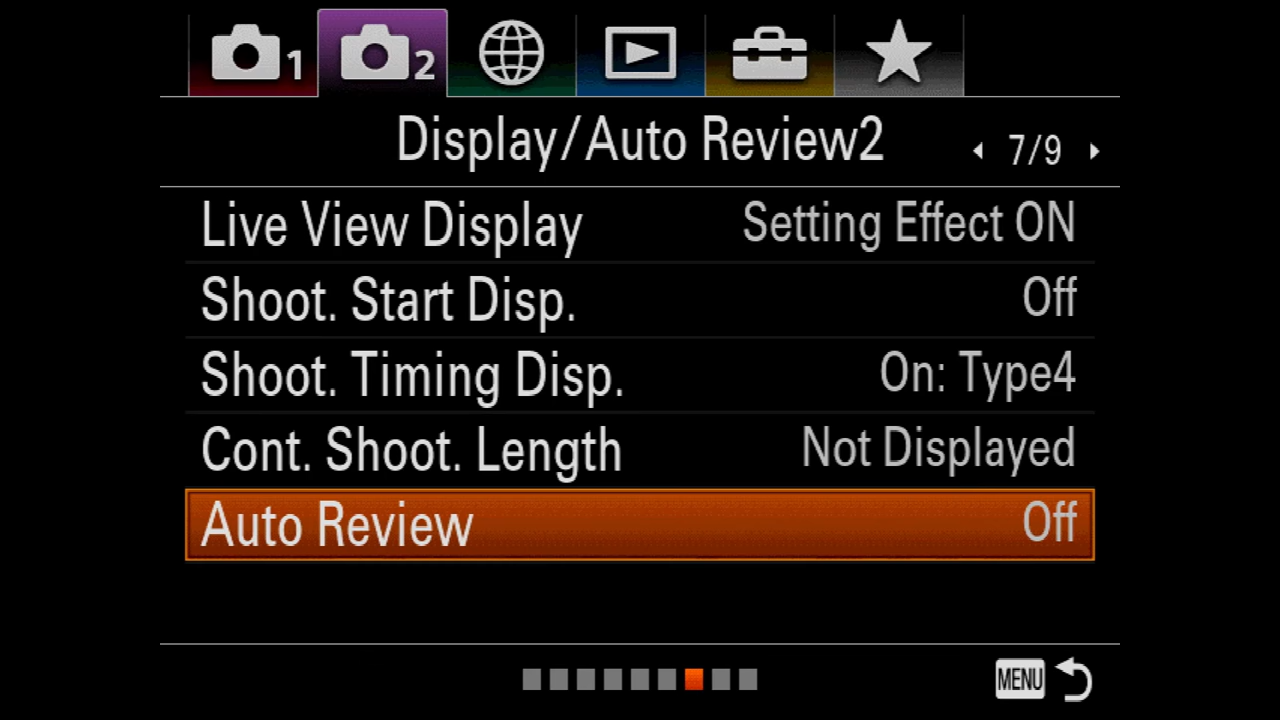 1 2
Display/Auto Review2 7/9
Live View Display Setting Effect ON
Shoot. Start Disp. Off
Shoot. Timing Disp. On: Type4
Cont. Shoot. Length Not Displayed
Auto Review Off
MENU